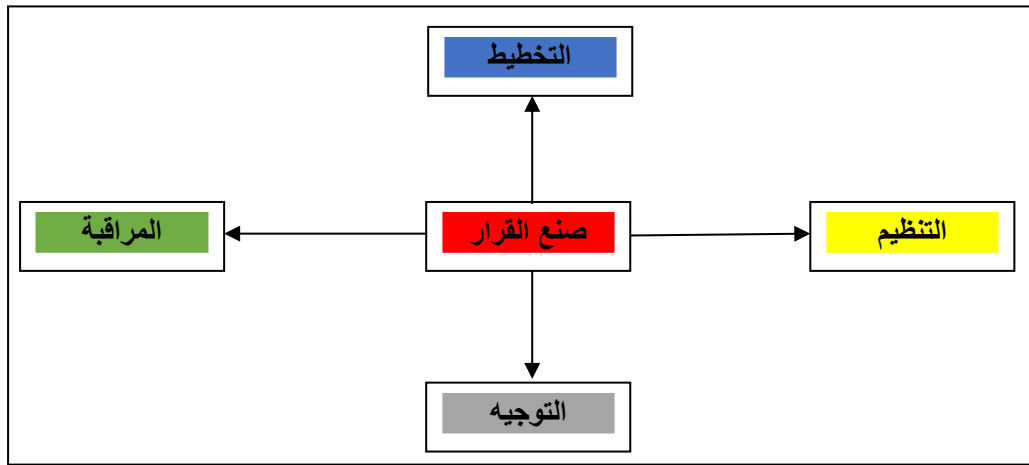 التخطيط
التنظيم
صنع القرار
المراقبة
التوجيه